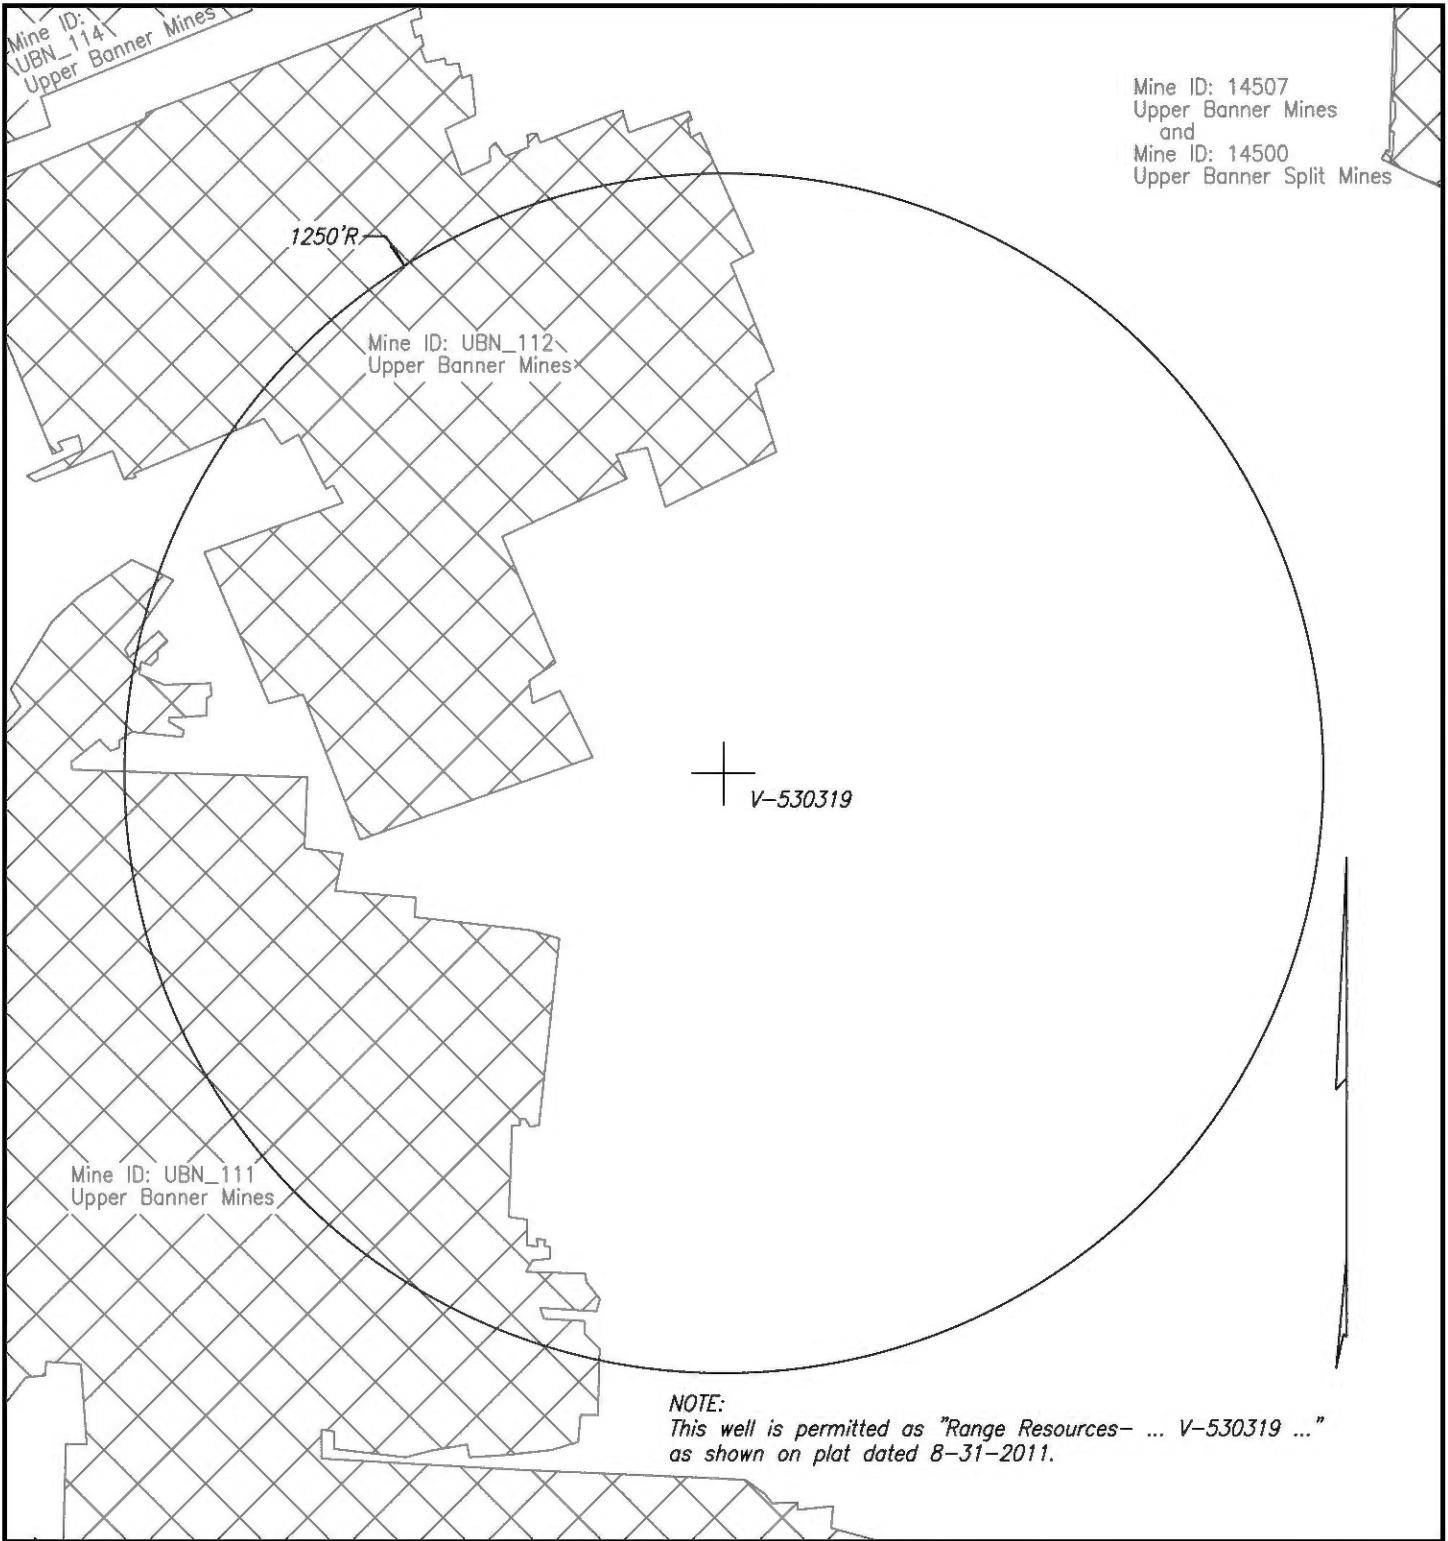 Mine ID:
UBN_114
Upper Banner Mines
Mine ID: 14507
Upper Banner Mines
and
Mine ID: 14500
Upper Banner Split Mines
1250'R
Mine ID: UBN_112
Upper Banner Mines
V-530319
Mine ID: UBN_111
Upper Banner Mines
NOTE:
This well is permitted as "Range Resources- ... V-530319 ..."
as shown on plat dated 8-31-2011.